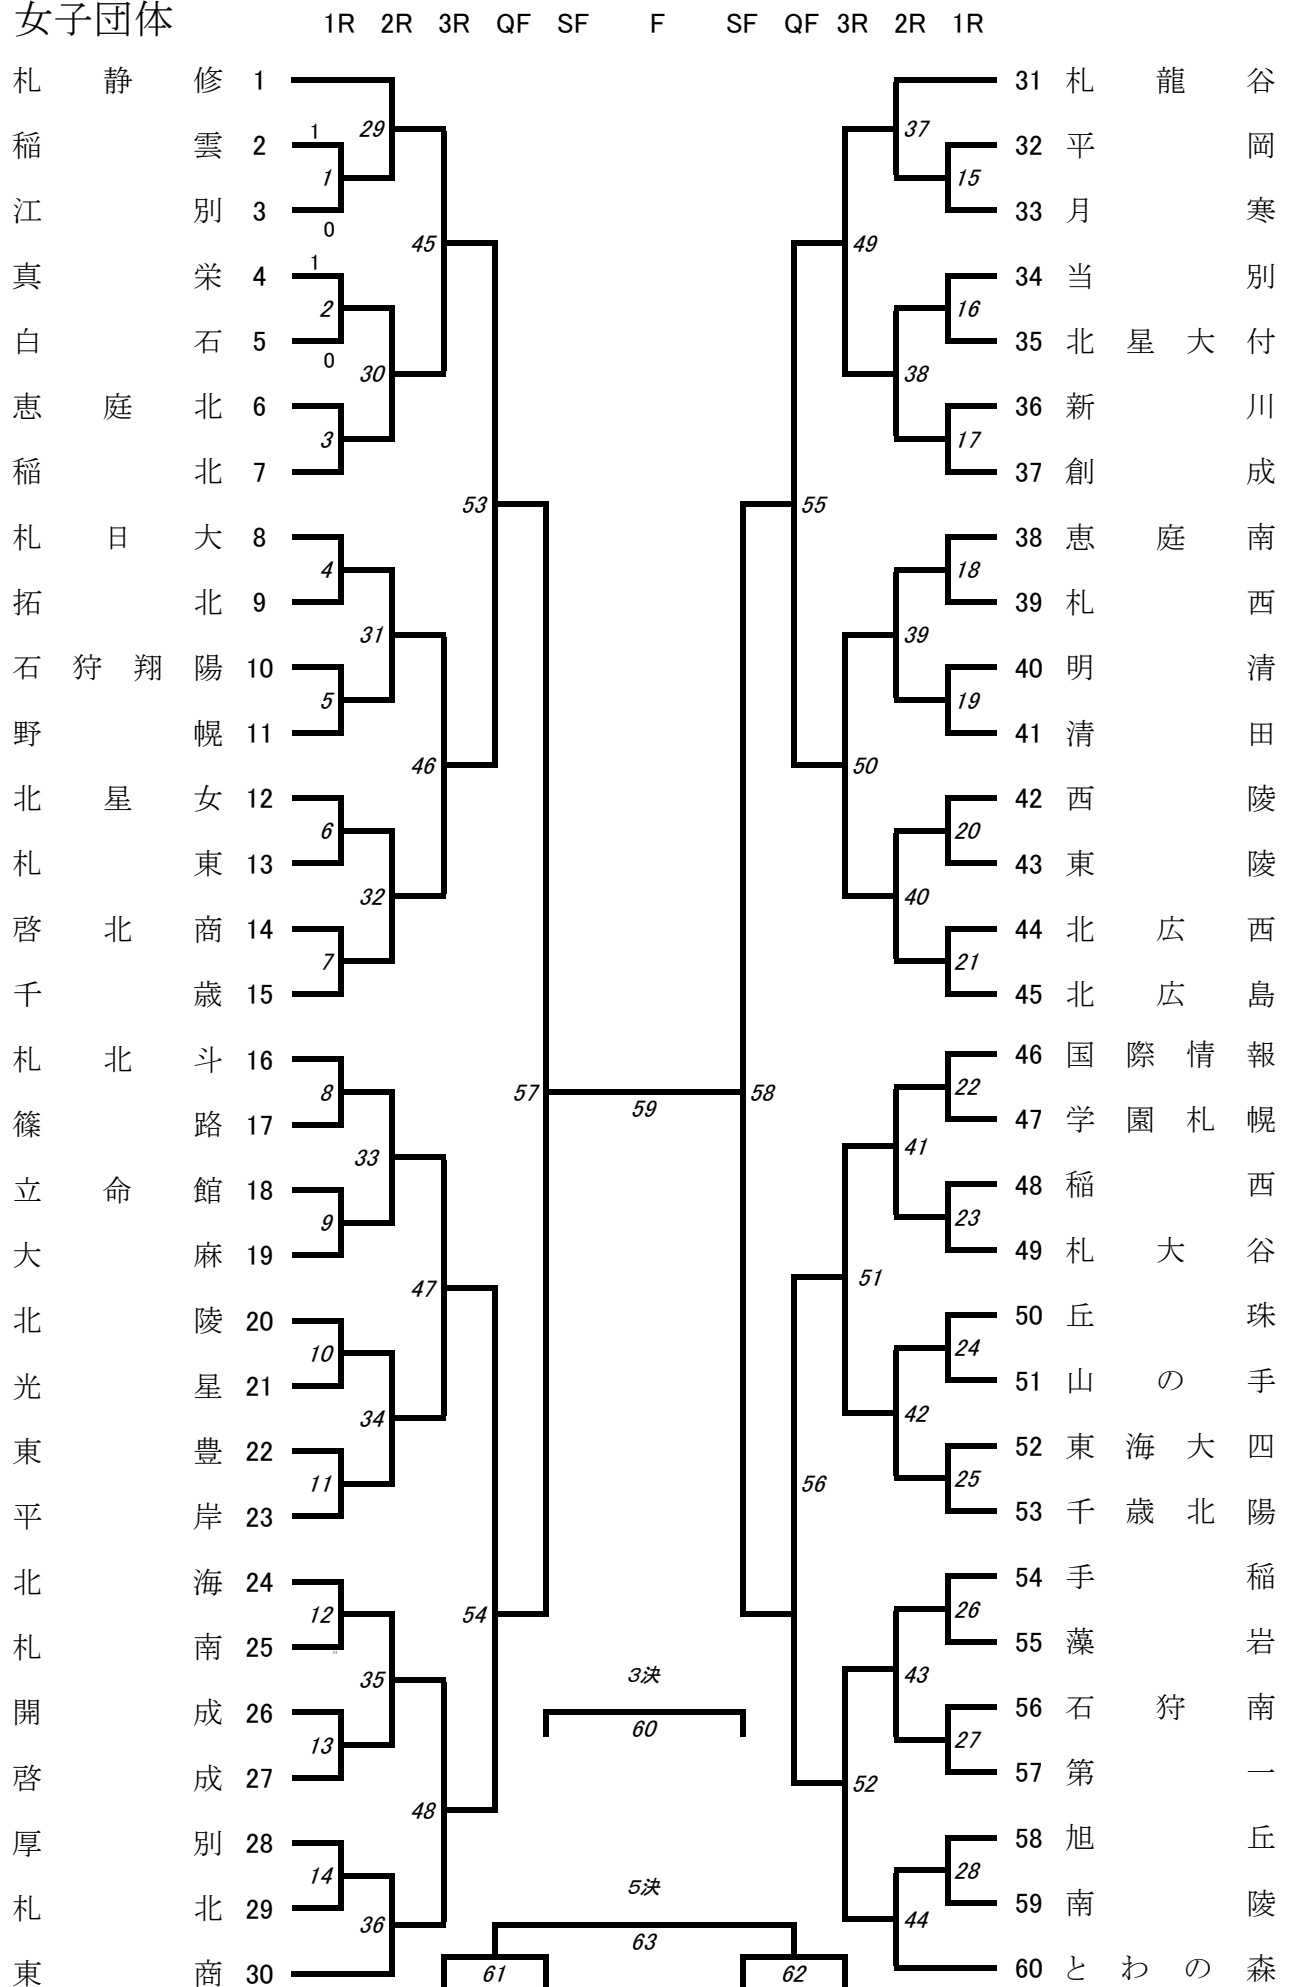 女子団体 1R 2R 3R QF SF F SF QF 3R 2R 1R
札静修 1 31 札龍谷
1 29 37
稲雲 2 32 平岡
1 15
江別 3 33 月寒
0
45 49
1
真栄 4 34 当別
2 16
白石 5 35 北星大付
0
30 38
恵庭北 6 36 新川
3 17
稲北 7 37 創成
53 55
札日大 8 38 恵庭南
4 18
拓北 9 39 札西
31 39
石狩翔陽 10 40 明清
5 19
野幌 11 41 清田
46 50
北星女 12 42 西陵
6 20
札東 13 43 東陵
32 40
啓北商 14 44 北広西
7 21
千歳 15 45 北広島
札北斗 16 46 国際情報
8 57 59 58 22
篠路 17 47 学園札幌
33 41
立命館 18 48 稲西
9 23
大麻 19 49 札大谷
47 51
北陵 20 50 丘珠
10 24
光星 21 51 山の手
34 42
東豊 22 52 東海大四
11 56 25
平岸 23 53 千歳北陽
北海 24 54 手稲
12 54 26
札南 25 55 藻岩
35 3決 43
開成 26 56 石狩南
13 60 27
啓成 27 57 第一
48 52
厚別 28 58 旭丘
14 28
5決
札北 29 59 南陵
36 63 44
東商 30 61 62 60 とわの森